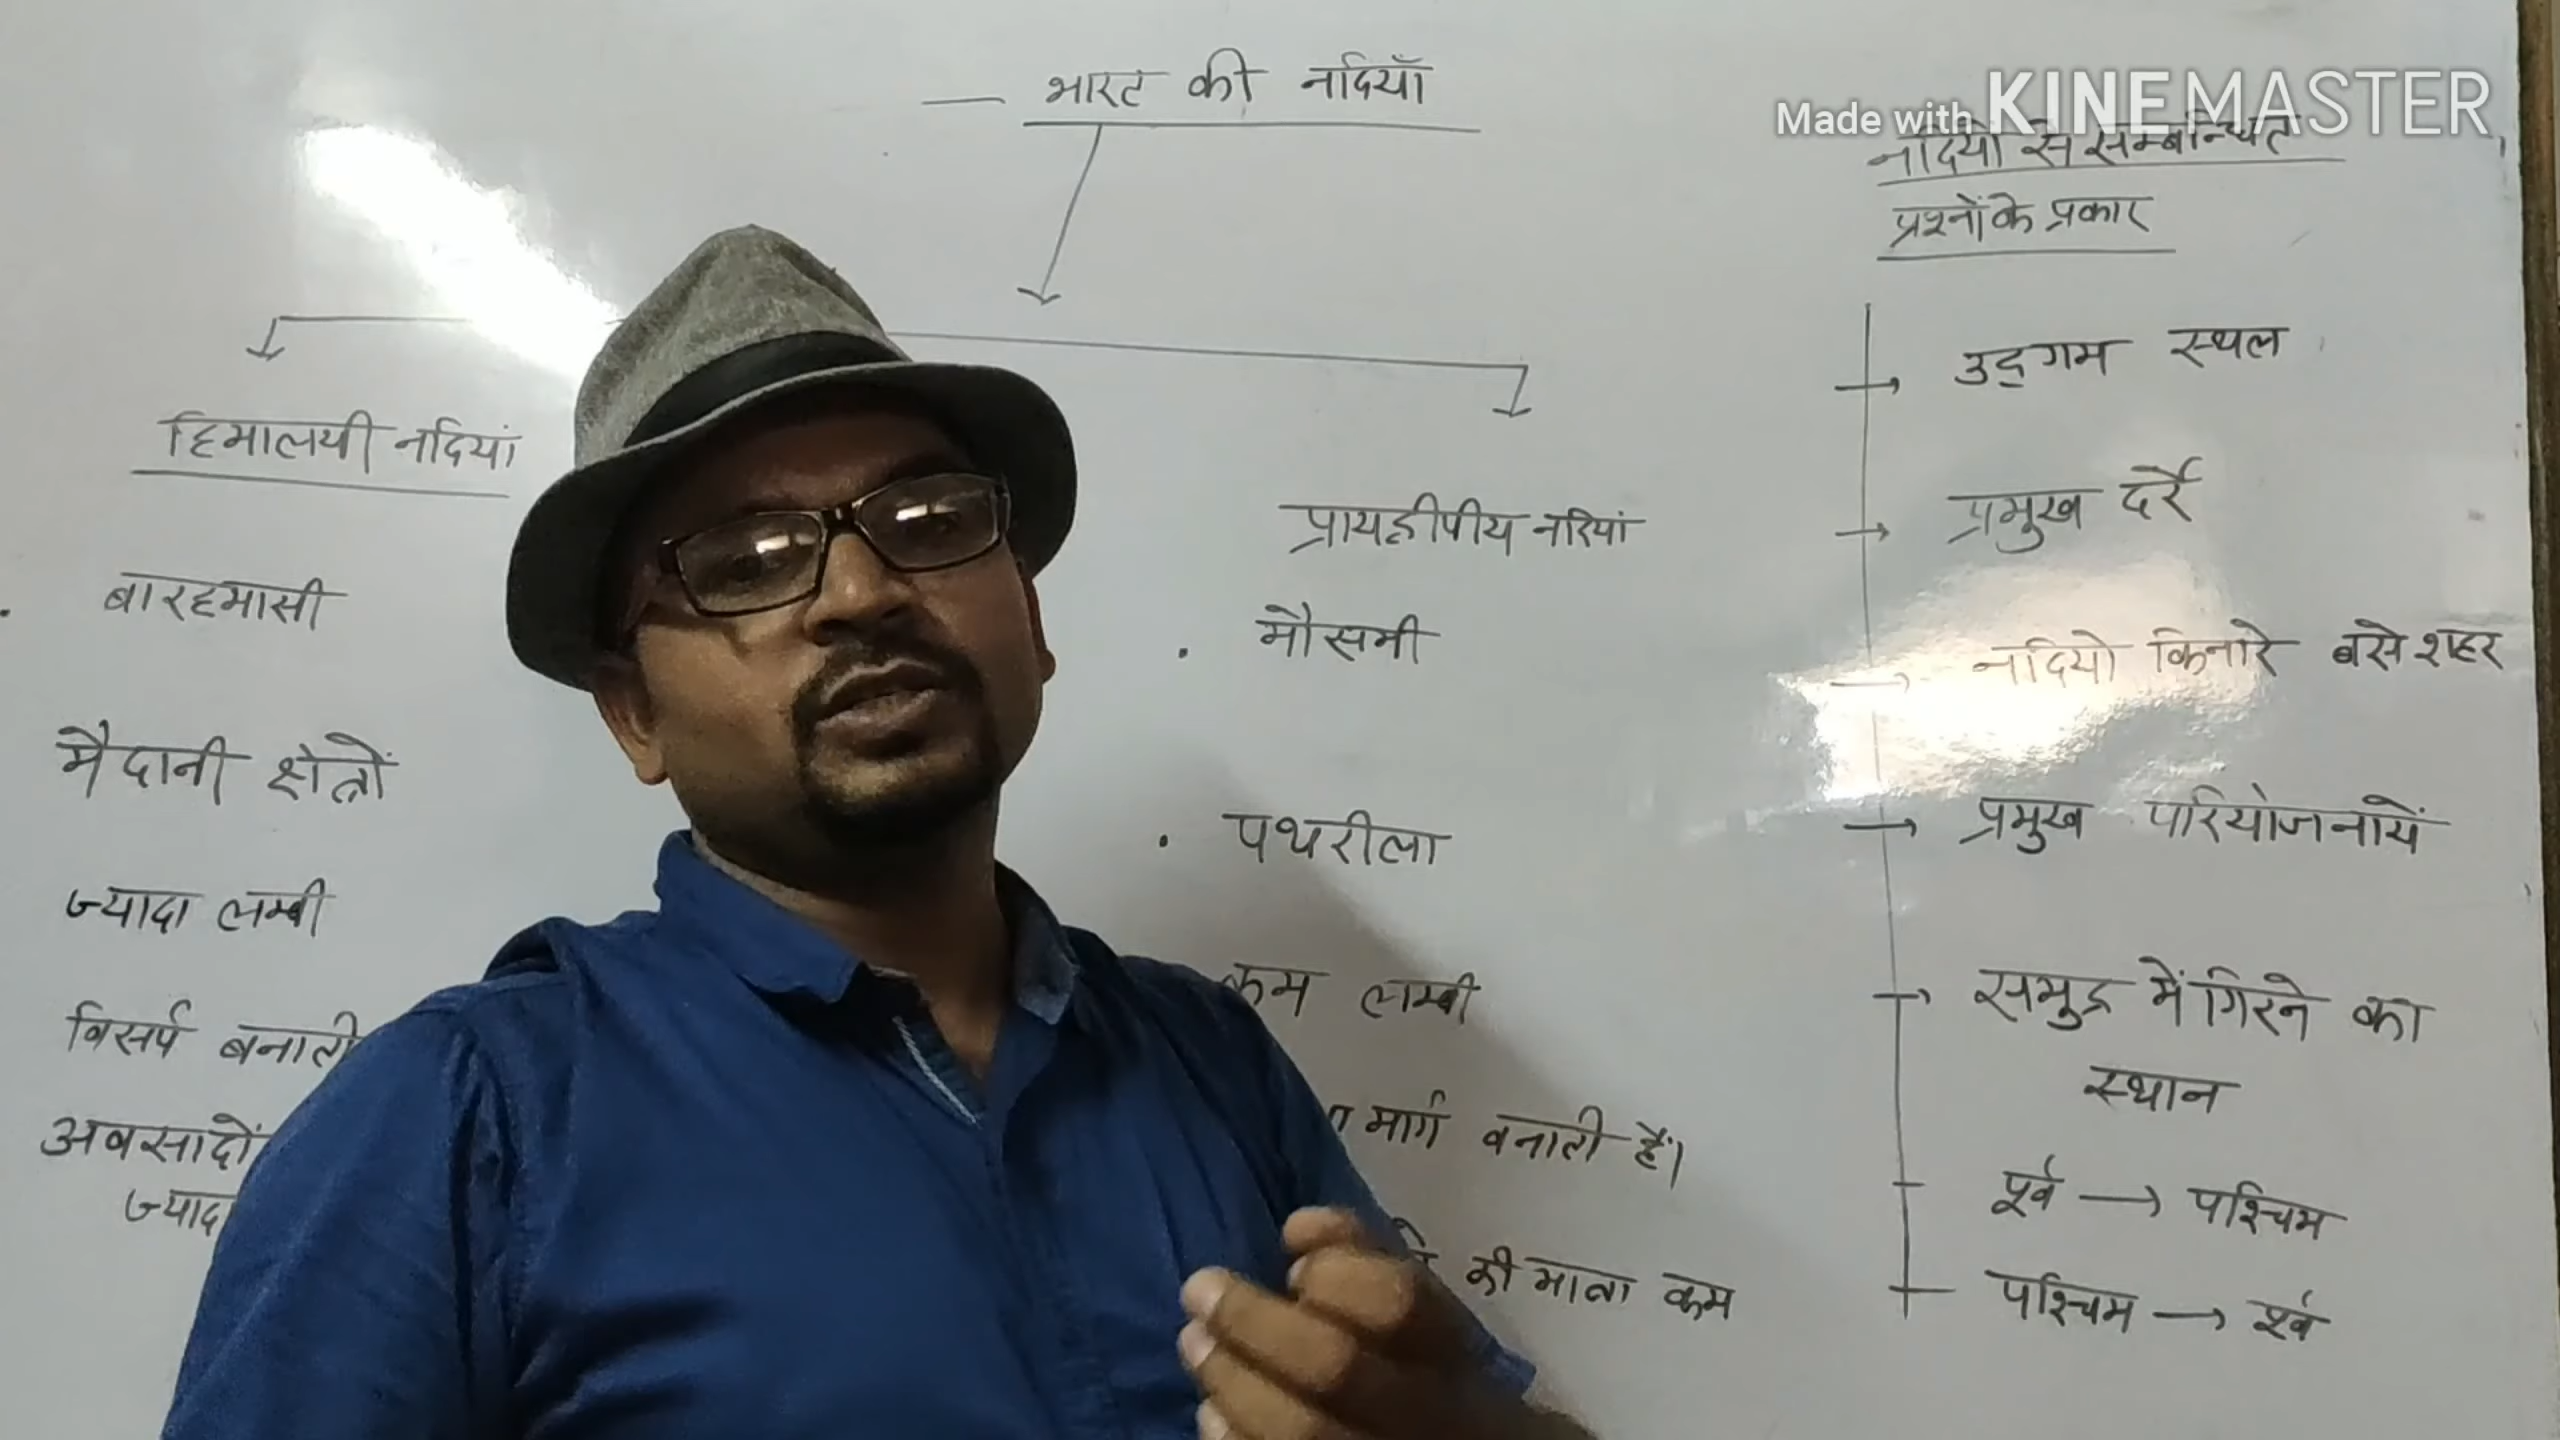 भारत की नदियाँ
Made with KINEMASTER
नदियों से सम्बन्धित
प्रश्नों के प्रकार
हिमालयी नदियां
बारहमासी
मैदानी क्षेत्रों
ज्यादा लम्बी
विसर्प बनाती
अवसादों
ज्याद
प्रायद्वीपीय नदियां
मौसमी
पथरीला
कम लम्बी
मार्ग बनाती हैं।
की मात्रा कम
उद्गम स्थल
प्रमुख दर्रे
नदियो किनारे बसे शहर
प्रमुख परियोजनायें
समुद्र में गिरने का
स्थान
पूर्व → पश्चिम
पश्चिम → पूर्व